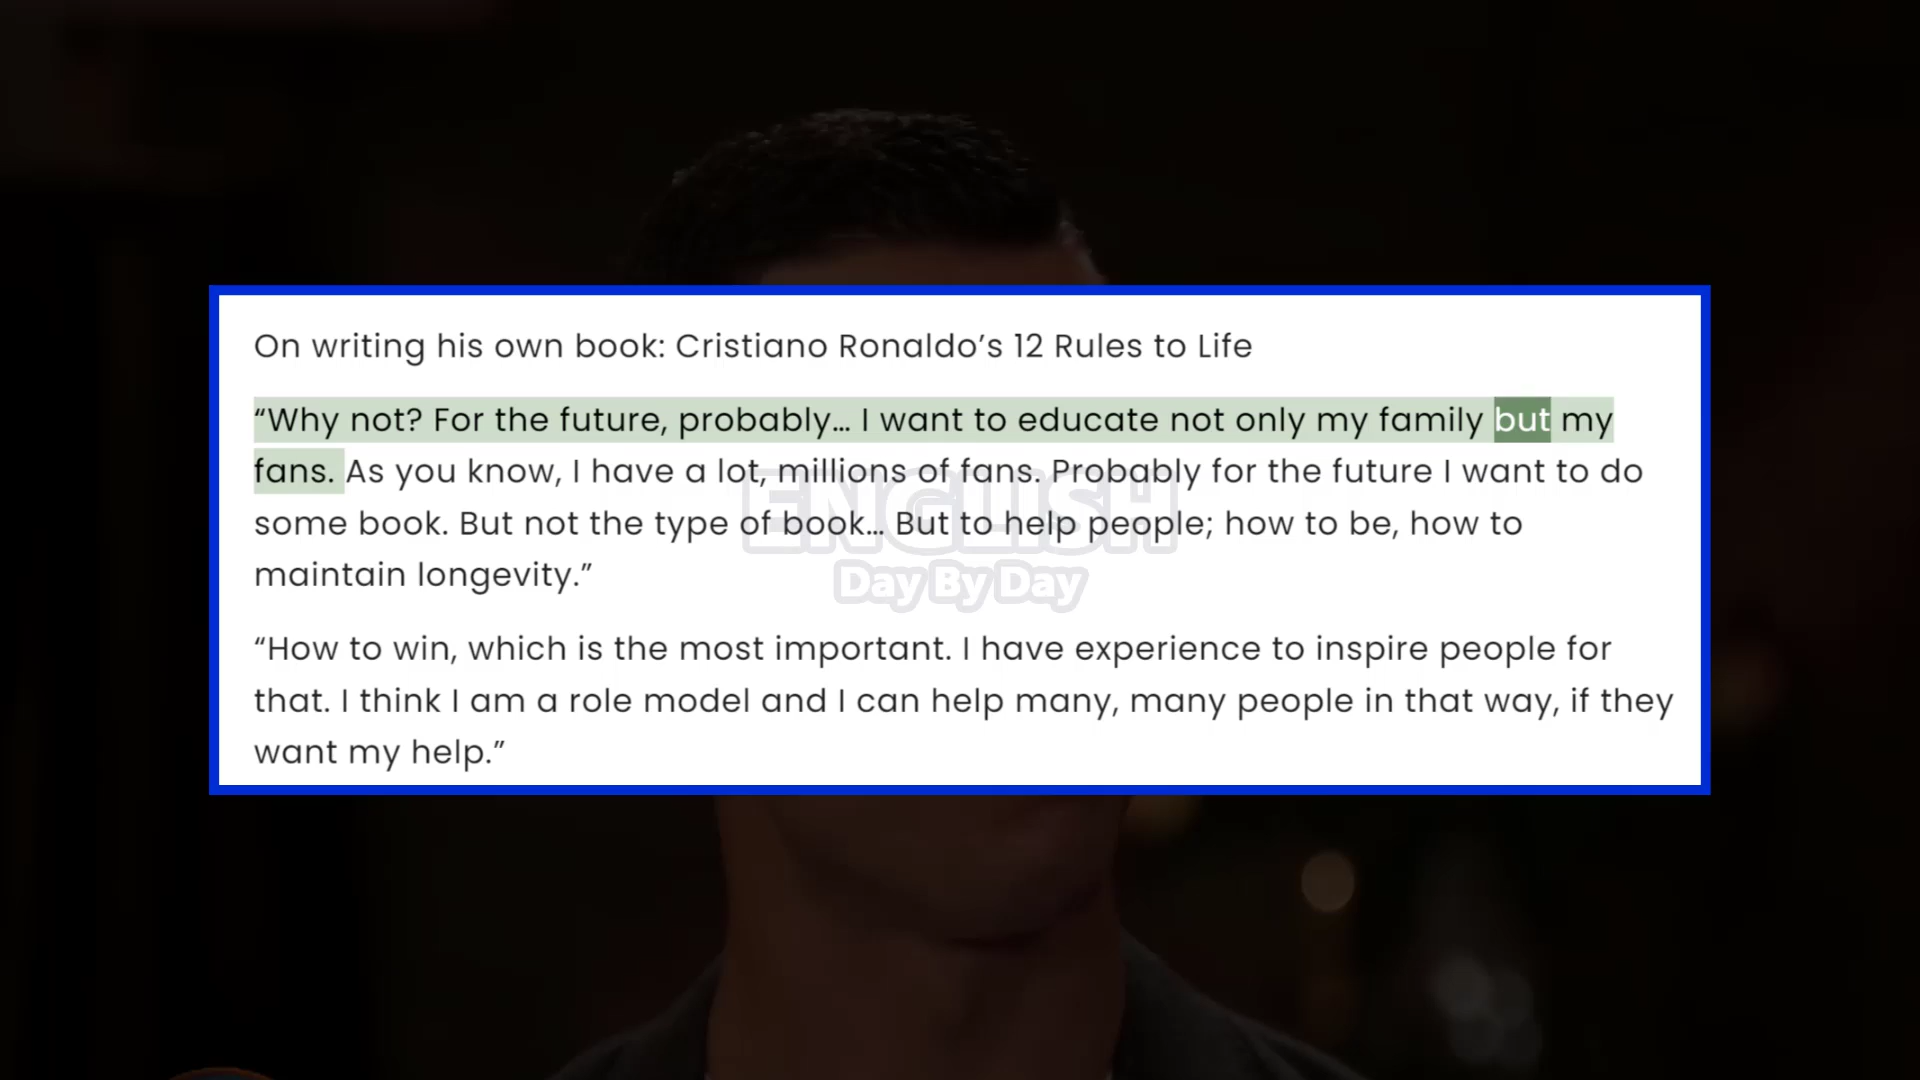 On writing his own book: Cristiano Ronaldo’s 12 Rules to Life
“Why not? For the future, probably… I want to educate not only my family but my
fans. As you know, I have a lot, millions of fans. Probably for the future I want to do
some book. But not the type of book… But to help people; how to be, how to
maintain longevity.”
“How to win, which is the most important. I have experience to inspire people for
that. I think I am a role model and I can help many, many people in that way, if they
want my help.”
ENGLISH
Day By Day